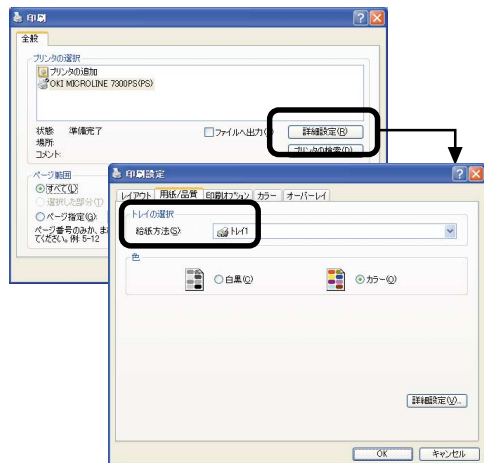 印刷
全般
プリンタの選択
プリンタの追加
OKI MICROLINE 7300PS(PS)
状態: 準備完了
場所:
コメント:
ファイルへ出力(F)
詳細設定(R)
プリンタの検索(D)
ページ範囲
すべて(L)
選択した部分(T)
ページ指定(G):
ページ番号のみか、ま
てください。例: 5-12
印刷設定
レイアウト 用紙/品質 印刷オプション カラー オーバーレイ
トレイの選択
給紙方法(S): トレイ1
色
白黒(C)
カラー(O)
詳細設定(V)...
OK キャンセル